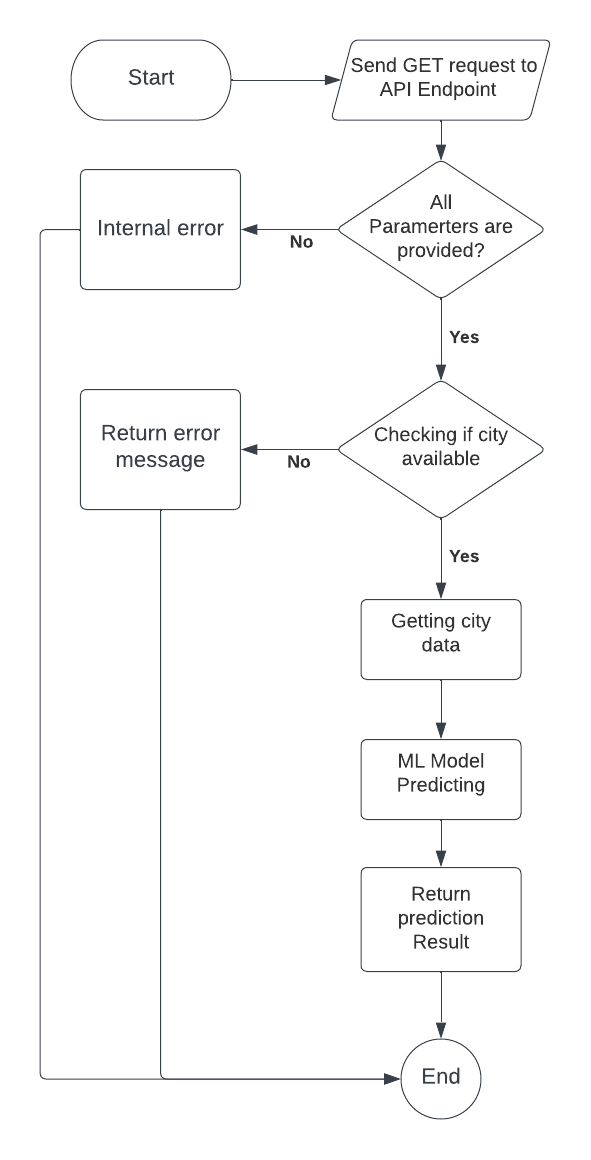 Start
Send GET request to
API Endpoint
All
Paramerters are
provided?
No
Internal error
Yes
Checking if city
available
No
Return error
message
Yes
Getting city
data
ML Model
Predicting
Return
prediction
Result
End